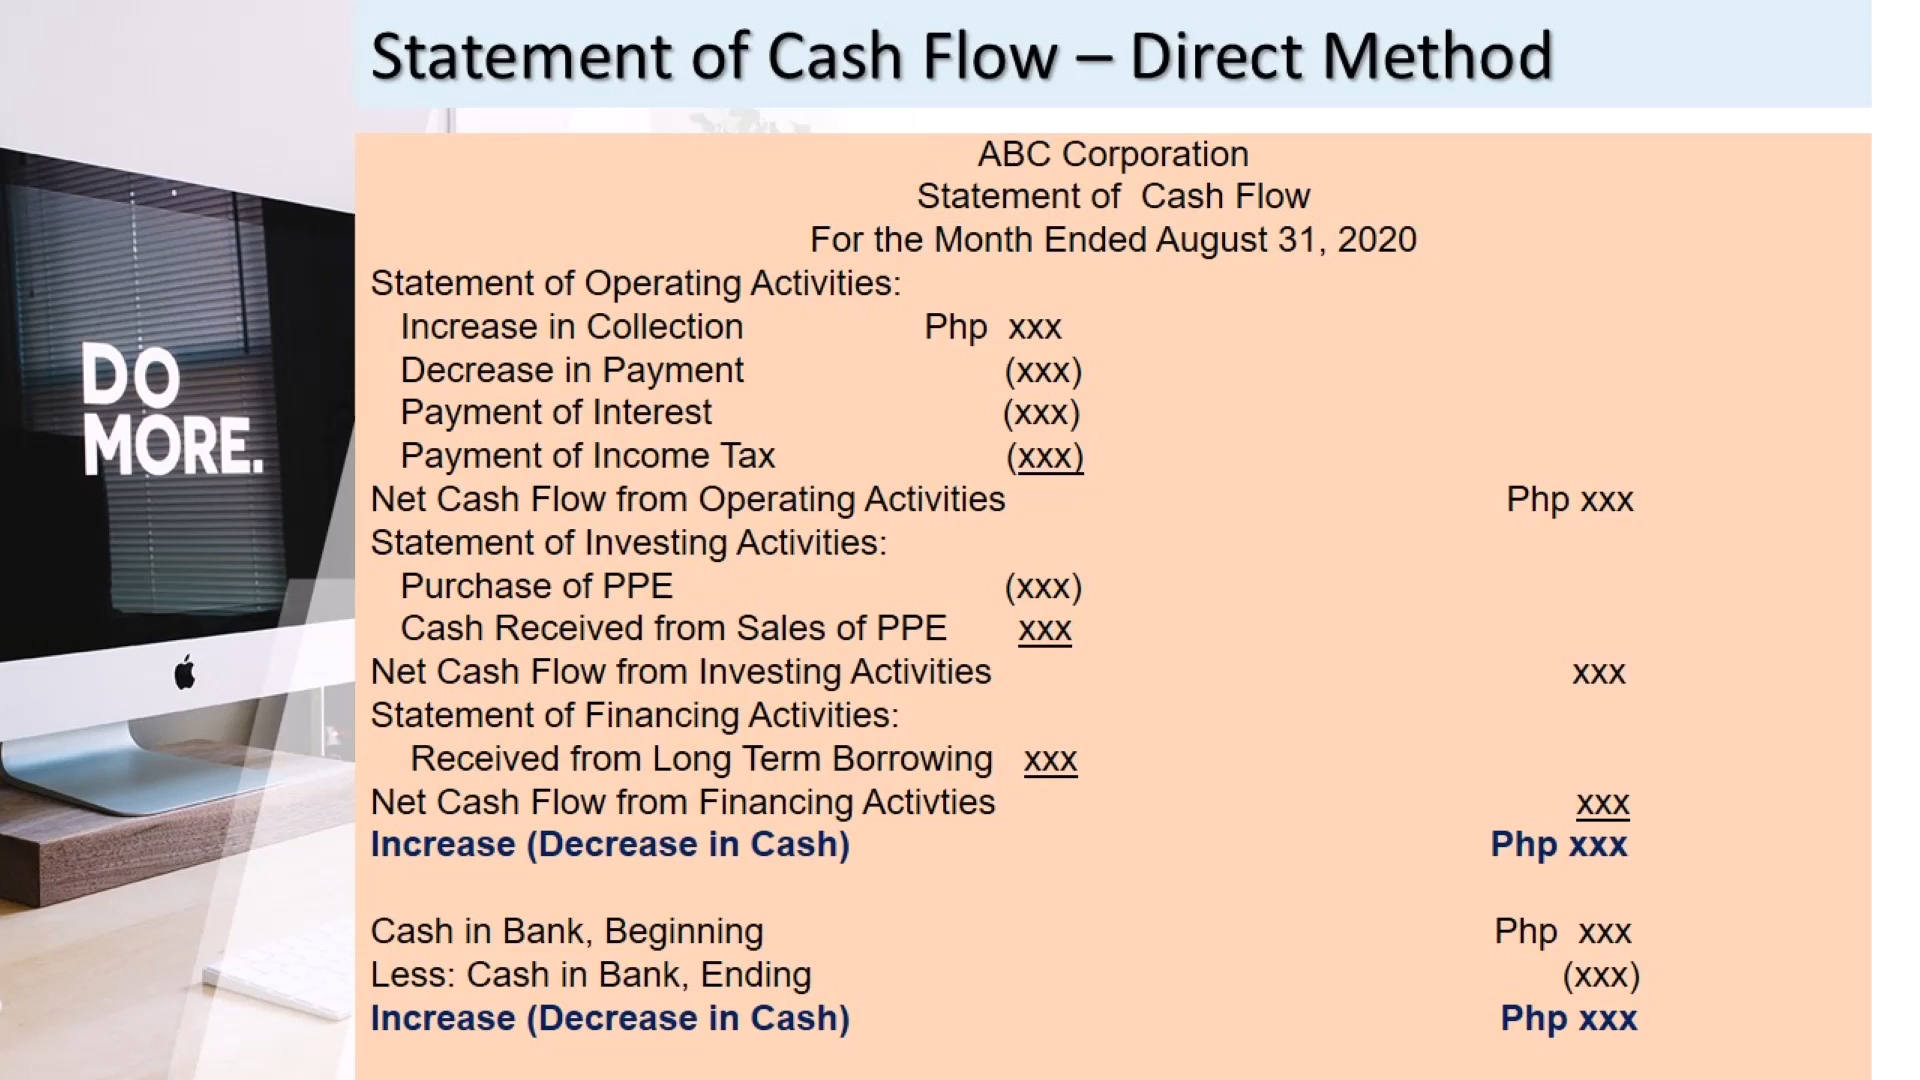 Statement of Cash Flow – Direct Method
DO
MORE.
ABC Corporation
Statement of Cash Flow
For the Month Ended August 31, 2020
Statement of Operating Activities:
Increase in Collection Php xxx
Decrease in Payment (xxx)
Payment of Interest (xxx)
Payment of Income Tax (xxx)
Net Cash Flow from Operating Activities Php xxx
Statement of Investing Activities:
Purchase of PPE (xxx)
Cash Received from Sales of PPE xxx
Net Cash Flow from Investing Activities xxx
Statement of Financing Activities:
Received from Long Term Borrowing xxx
Net Cash Flow from Financing Activties xxx
Increase (Decrease in Cash) Php xxx
Cash in Bank, Beginning Php xxx
Less: Cash in Bank, Ending (xxx)
Increase (Decrease in Cash) Php xxx